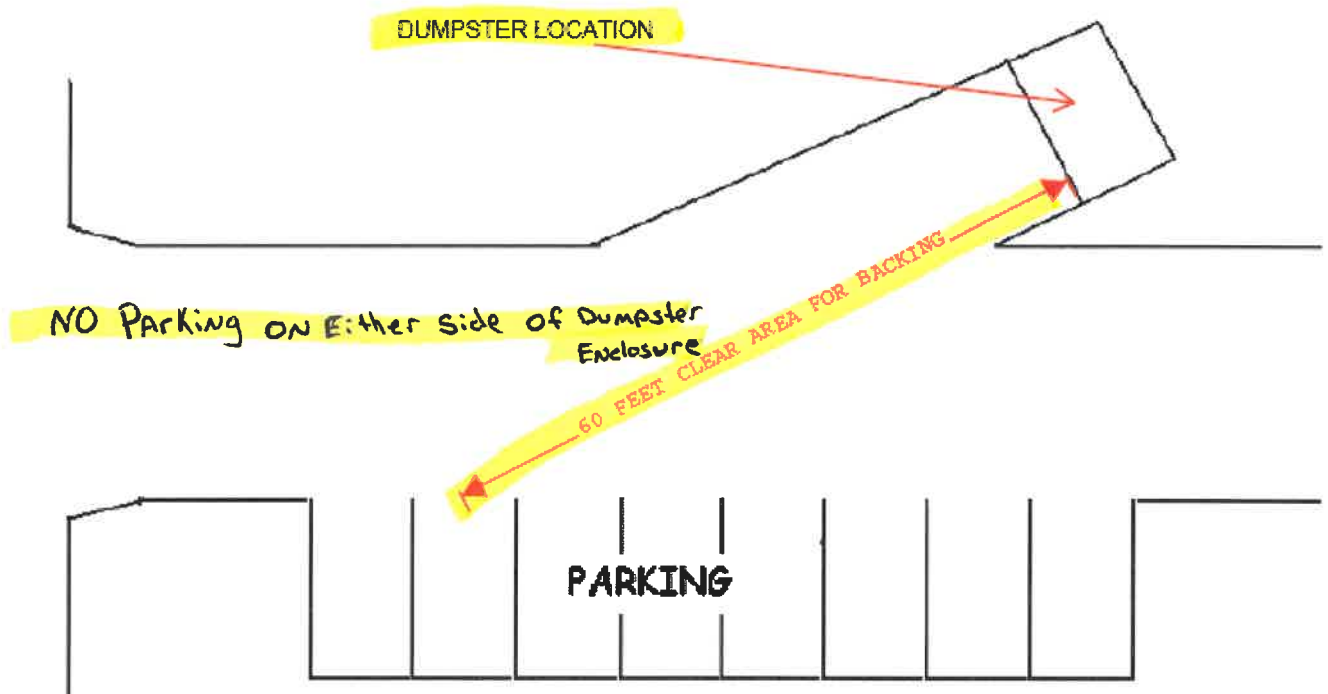 DUMPSTER LOCATION
NO Parking ON Either Side of Dumpster
Enclosure
60 FEET CLEAR AREA FOR BACKING
PARKING